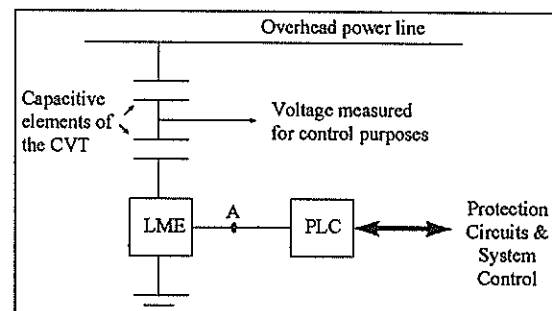 Overhead power line
Capacitive
elements of
the CVT
Voltage measured
for control purposes
LME
A
PLC
Protection
Circuits &
System
Control